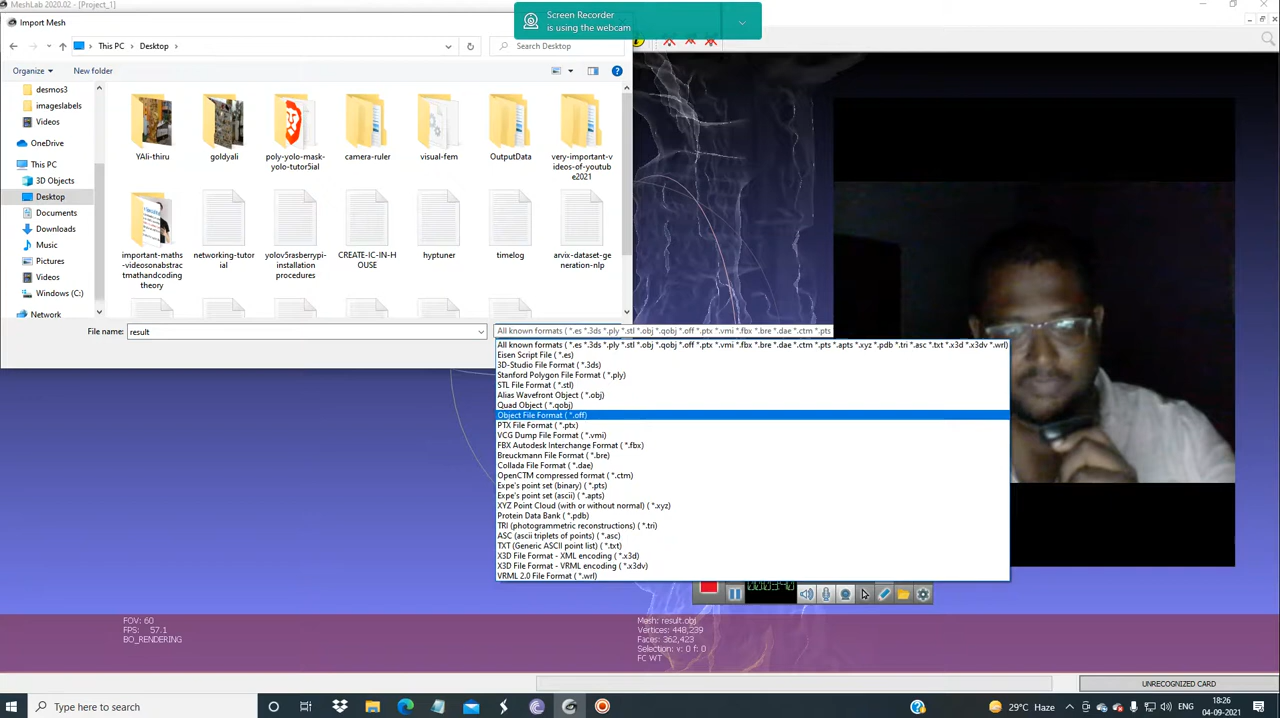 MeshLab 2020.02 - [Project_1]
Screen Recorder
is using the webcam
Import Mesh
This PC
Desktop
Search Desktop
Organize
New folder
desmos3
imageslabels
Videos
OneDrive
This PC
3D Objects
Desktop
Documents
Downloads
Music
Pictures
Videos
Windows (C:)
Network
YAli-thiru
goldyali
poly-yolo-mask-
yolo-tutor5ial
camera-ruler
visual-fem
OutputData
very-important-v
ideos-of-youtub
e2021
important-maths
-videosonabstrac
tmathandcoding
theory
networking-tutor
ial
yolov5rasberrypi-
installation
procedures
CREATE-IC-IN-H
OUSE
hyptuner
timelog
arvix-dataset-ge
neration-nlp
File name:
result
All known formats ( *.es *.3ds *.ply *.stl *.obj *.qobj *.off *.ptx *.vmi *.fbx *.bre *.dae *.ctm *.pts
All known formats ( *.es *.3ds *.ply *.stl *.obj *.qobj *.off *.ptx *.vmi *.fbx *.bre *.dae *.ctm *.pts *.apts *.xyz *.pdb *.tri *.asc *.txt *.x3d *.x3dv *.wrl)
Eisen Script File ( *.es)
3D-Studio File Format ( *.3ds)
Stanford Polygon File Format ( *.ply)
STL File Format ( *.stl)
Alias Wavefront Object ( *.obj)
Quad Object ( *.qobj)
Object File Format ( *.off)
PTX File Format ( *.ptx)
VCG Dump File Format ( *.vmi)
FBX Autodesk Interchange Format ( *.fbx)
Breuckmann File Format ( *.bre)
Collada File Format ( *.dae)
OpenCTM compressed format ( *.ctm)
Expe's point set (binary) ( *.pts)
Expe's point set (ascii) ( *.apts)
XYZ Point Cloud (with or without normal) ( *.xyz)
Protein Data Bank ( *.pdb)
TRI (photogrammetric reconstructions) ( *.tri)
ASC (ascii triplets of points) ( *.asc)
TXT (Generic ASCII point list) ( *.txt)
X3D File Format - XML encoding ( *.x3d)
X3D File Format - VRML encoding ( *.x3dv)
VRML 2.0 File Format ( *.wrl)
FOV: 60
FPS: 57.1
BO_RENDERING
Mesh: result.obj
Vertices: 448,239
Faces: 362,423
Selection: v: 0 f: 0
FC WT
UNRECOGNIZED CARD
Type here to search
29°C Haze
18:26
04-09-2021